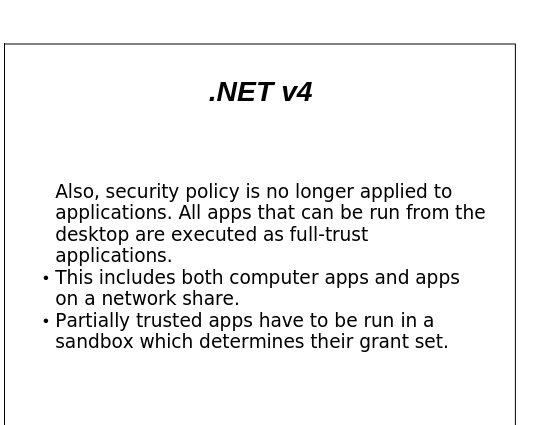 .NET v4
Also, security policy is no longer applied to
applications. All apps that can be run from the
desktop are executed as full-trust
applications.
• This includes both computer apps and apps
on a network share.
• Partially trusted apps have to be run in a
sandbox which determines their grant set.